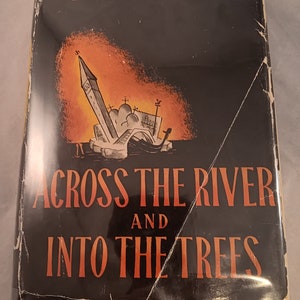 ACROSS THE RIVER
AND
INTO THE TREES